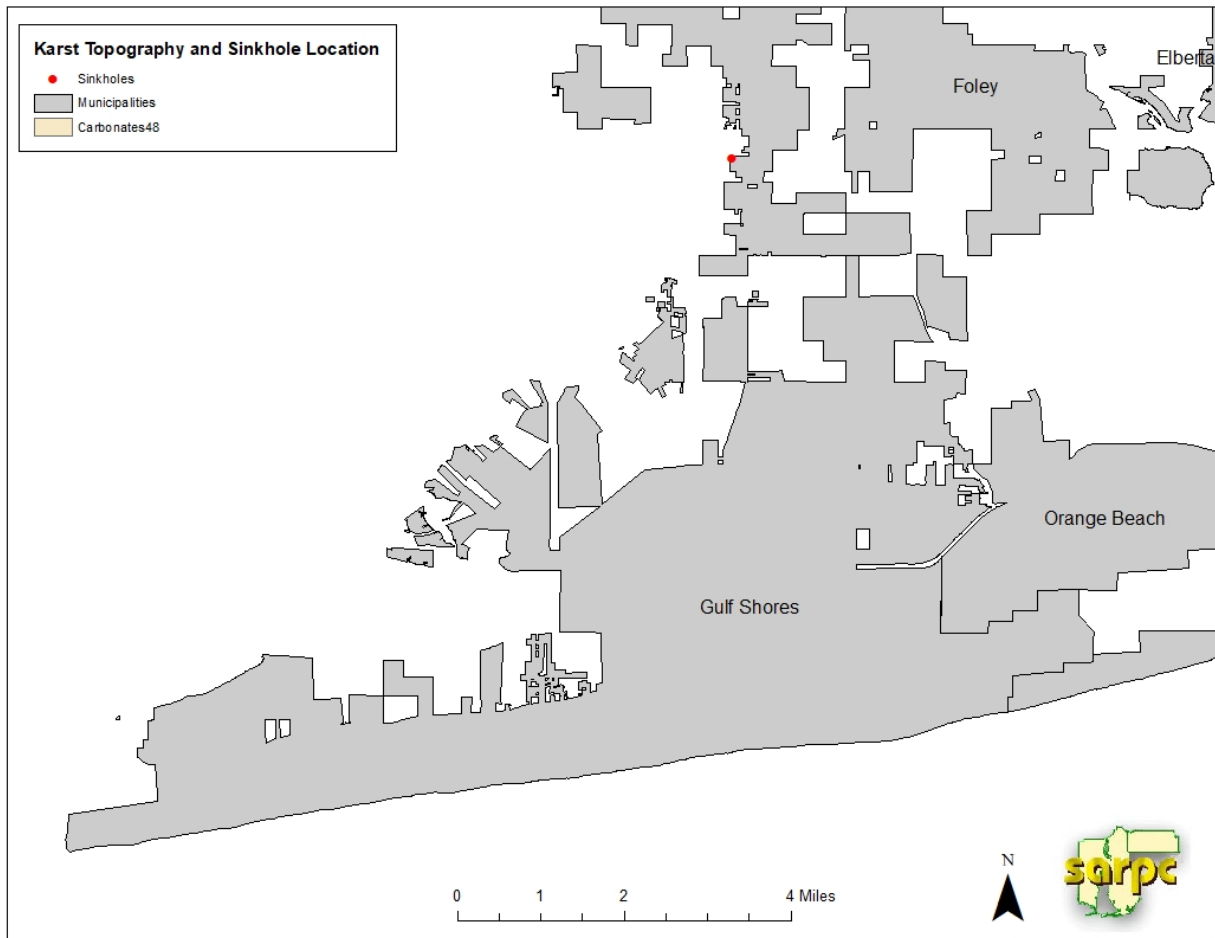 Karst Topography and Sinkhole Location
Sinkholes
Municipalities
Carbonates48
Elberta
Foley
Orange Beach
Gulf Shores
N
0 1 2 4 Miles
sarpc